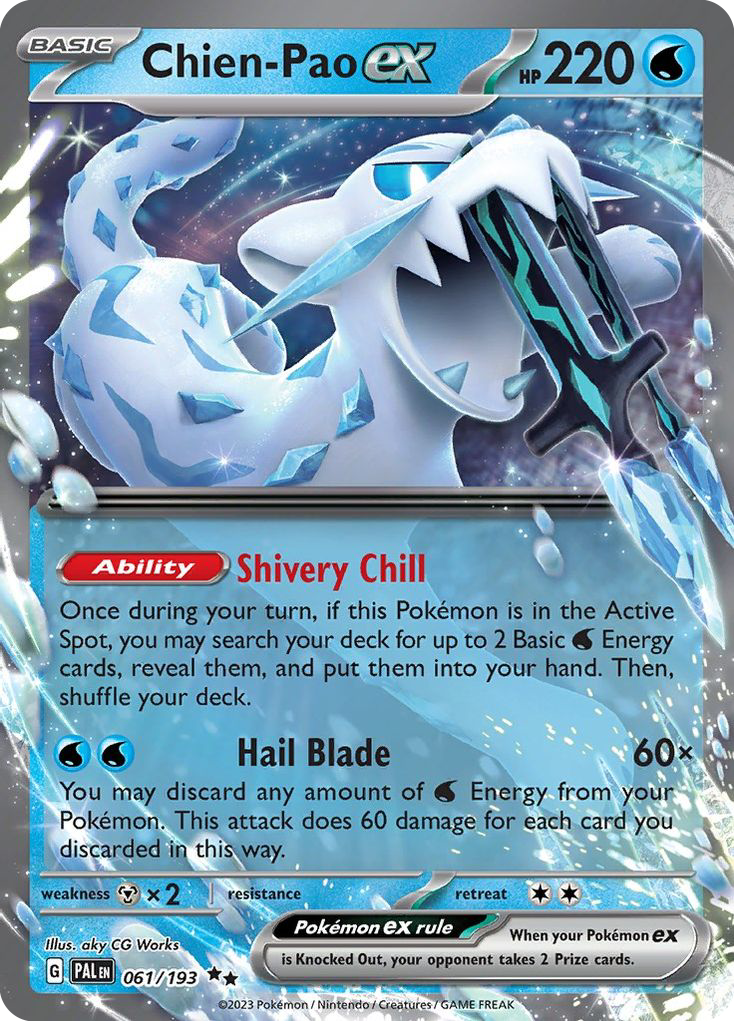 BASIC
Chien-Pao ex HP 220
Ability Shivery Chill
Once during your turn, if this Pokémon is in the Active
Spot, you may search your deck for up to 2 Basic Energy
cards, reveal them, and put them into your hand. Then,
shuffle your deck.
Hail Blade 60×
You may discard any amount of Energy from your
Pokémon. This attack does 60 damage for each card you
discarded in this way.
weakness ×2 resistance retreat
Pokémon ex rule When your Pokémon ex
is Knocked Out, your opponent takes 2 Prize cards.
Illus. aky CG Works
G PAL EN 061/193
©2023 Pokémon / Nintendo / Creatures / GAME FREAK